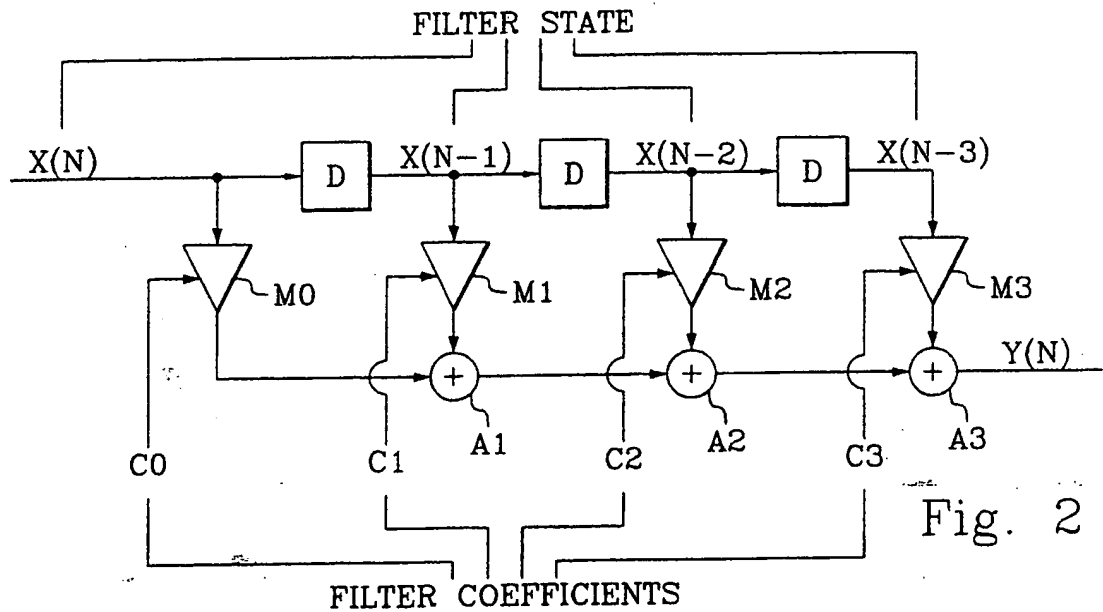 FILTER STATE
X(N) X(N-1) X(N-2) X(N-3)
D D D
M0 M1 M2 M3
+ + + Y(N)
A1 A2 A3
C0 C1 C2 C3
Fig. 2
FILTER COEFFICIENTS